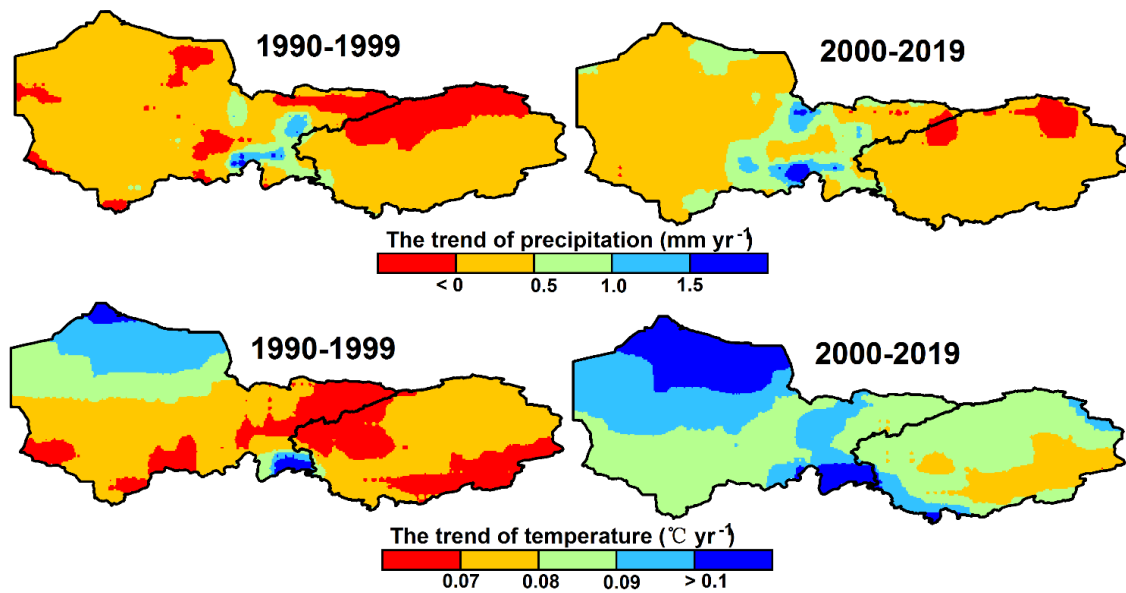 1990-1999
2000-2019
The trend of precipitation (mm yr⁻¹)
< 0 0.5 1.0 1.5
1990-1999
2000-2019
The trend of temperature (℃ yr⁻¹)
0.07 0.08 0.09 > 0.1